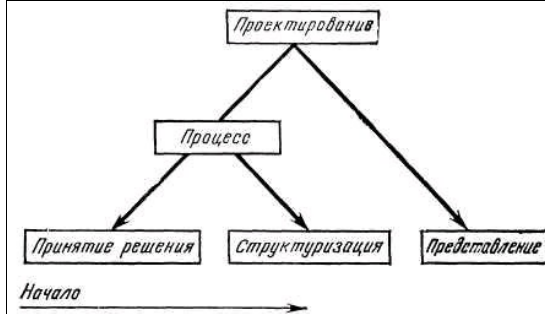 Проектирование
Процесс
Принятие решения
Структуризация
Представление
Начало